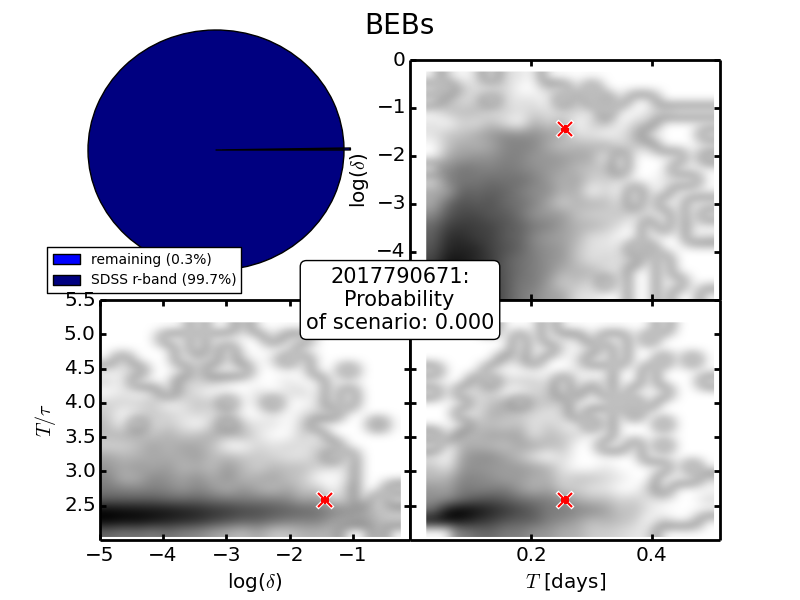 BEBs
remaining (0.3%)
SDSS r-band (99.7%)
log(δ)
0
−1
−2
−3
−4
2017790671:
Probability
of scenario: 0.000
T/τ
5.5
5.0
4.5
4.0
3.5
3.0
2.5
−5 −4 −3 −2 −1
log(δ)
0.2 0.4
T [days]